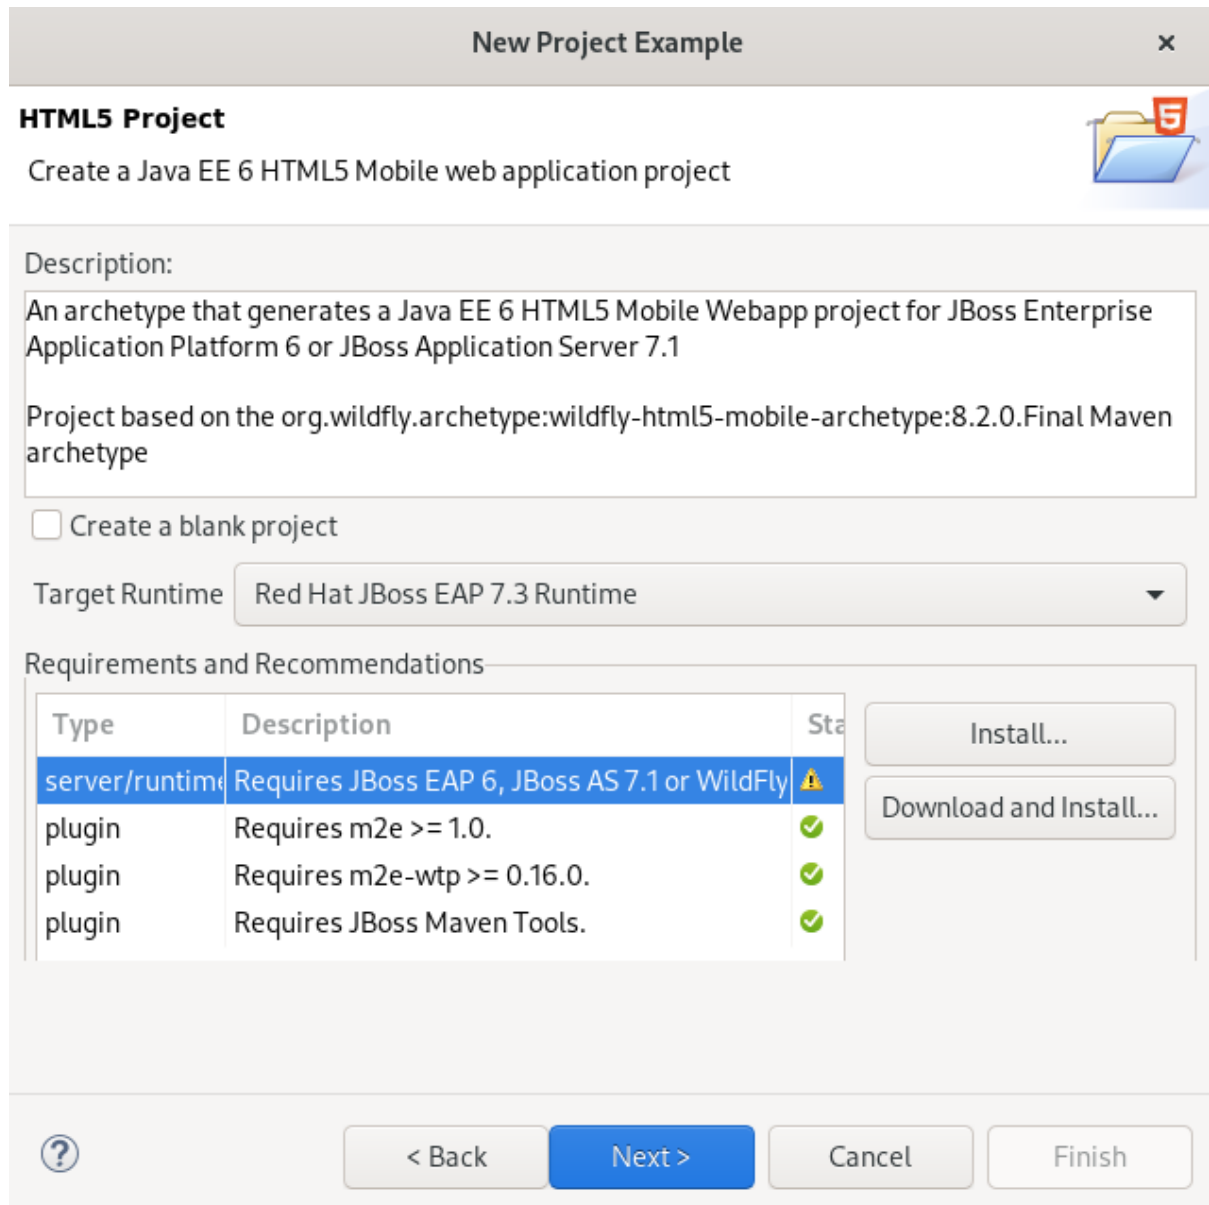 New Project Example ×
HTML5 Project
5
Create a Java EE 6 HTML5 Mobile web application project
Description:
An archetype that generates a Java EE 6 HTML5 Mobile Webapp project for JBoss Enterprise
Application Platform 6 or JBoss Application Server 7.1
Project based on the org.wildfly.archetype:wildfly-html5-mobile-archetype:8.2.0.Final Maven
archetype
Create a blank project
Target Runtime Red Hat JBoss EAP 7.3 Runtime
Requirements and Recommendations
Type Description Sta
server/runtime Requires JBoss EAP 6, JBoss AS 7.1 or WildFly
plugin Requires m2e >= 1.0.
plugin Requires m2e-wtp >= 0.16.0.
plugin Requires JBoss Maven Tools.
Install...
Download and Install...
? < Back Next > Cancel Finish